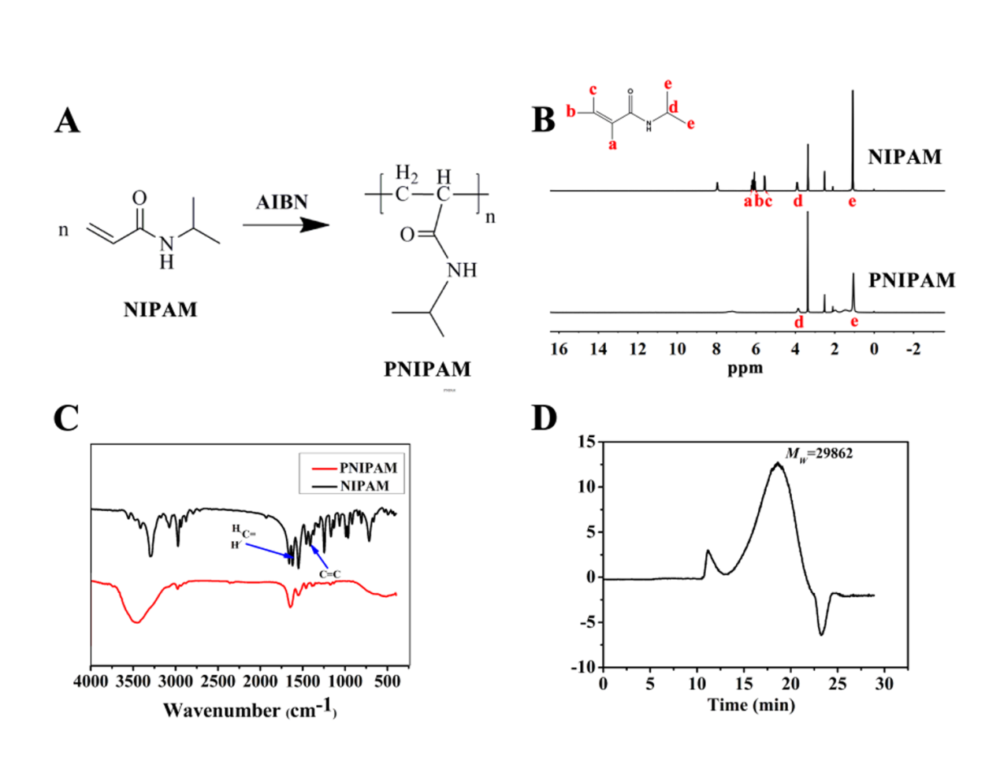 A
n
O
N
H
NIPAM
AIBN
H2
H
C
C
n
O
C
NH
PNIPAM
B
c
b
a
O
N
H
e
d
e
NIPAM
a b c d e
PNIPAM
d e
16 14 12 10 8 6 4 2 0 -2
ppm
C
PNIPAM
NIPAM
H
C=
H
C=C
4000 3500 3000 2500 2000 1500 1000 500
Wavenumber (cm-1)
D
Mw=29862
15
10
5
0
-5
-10
0 5 10 15 20 25 30
Time (min)